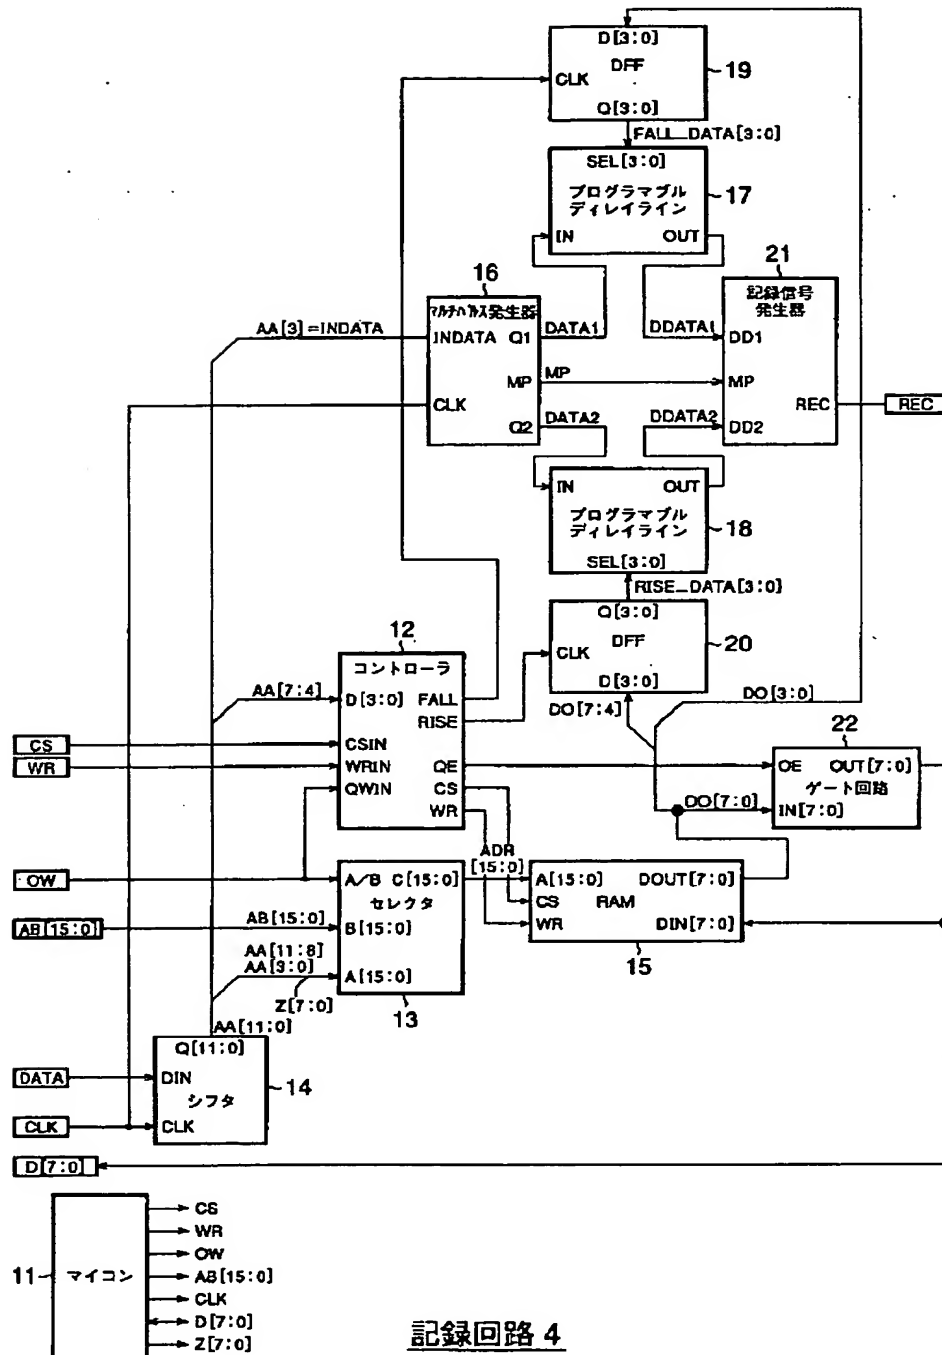 D[3:0]
DFF
CLK
Q[3:0]
19
FALL_DATA[3:0]
SEL[3:0]
プログラマブル
ディレイライン
IN OUT
17
16
マルチパルス発生器
INDATA Q1
MP
CLK
Q2
AA[3]=INDATA
DATA1
MP
DATA2
DDATA1
DDATA2
21
記録信号
発生器
DD1
MP
REC
DD2
REC
IN OUT
プログラマブル
ディレイライン
SEL[3:0]
18
RISE_DATA[3:0]
Q[3:0]
DFF
CLK
D[3:0]
20
DO[7:4]
DO[3:0]
12
コントローラ
D[3:0] FALL
RISE
CSIN
WRIN QE
QWIN CS
WR
AA[7:4]
CS
WR
22
OE OUT[7:0]
ゲート回路
IN[7:0]
DO[7:0]
OW
AB[15:0]
A/B C[15:0]
セレクタ
B[15:0]
A[15:0]
13
AB[15:0]
AA[11:8]
AA[3:0]
Z[7:0]
ADR
[15:0]
A[15:0] DOUT[7:0]
CS RAM
WR DIN[7:0]
15
AA[11:0]
Q[11:0]
DIN
シフタ
CLK
14
DATA
CLK
D[7:0]
11
マイコン
CS
WR
OW
AB[15:0]
CLK
D[7:0]
Z[7:0]
記録回路 4